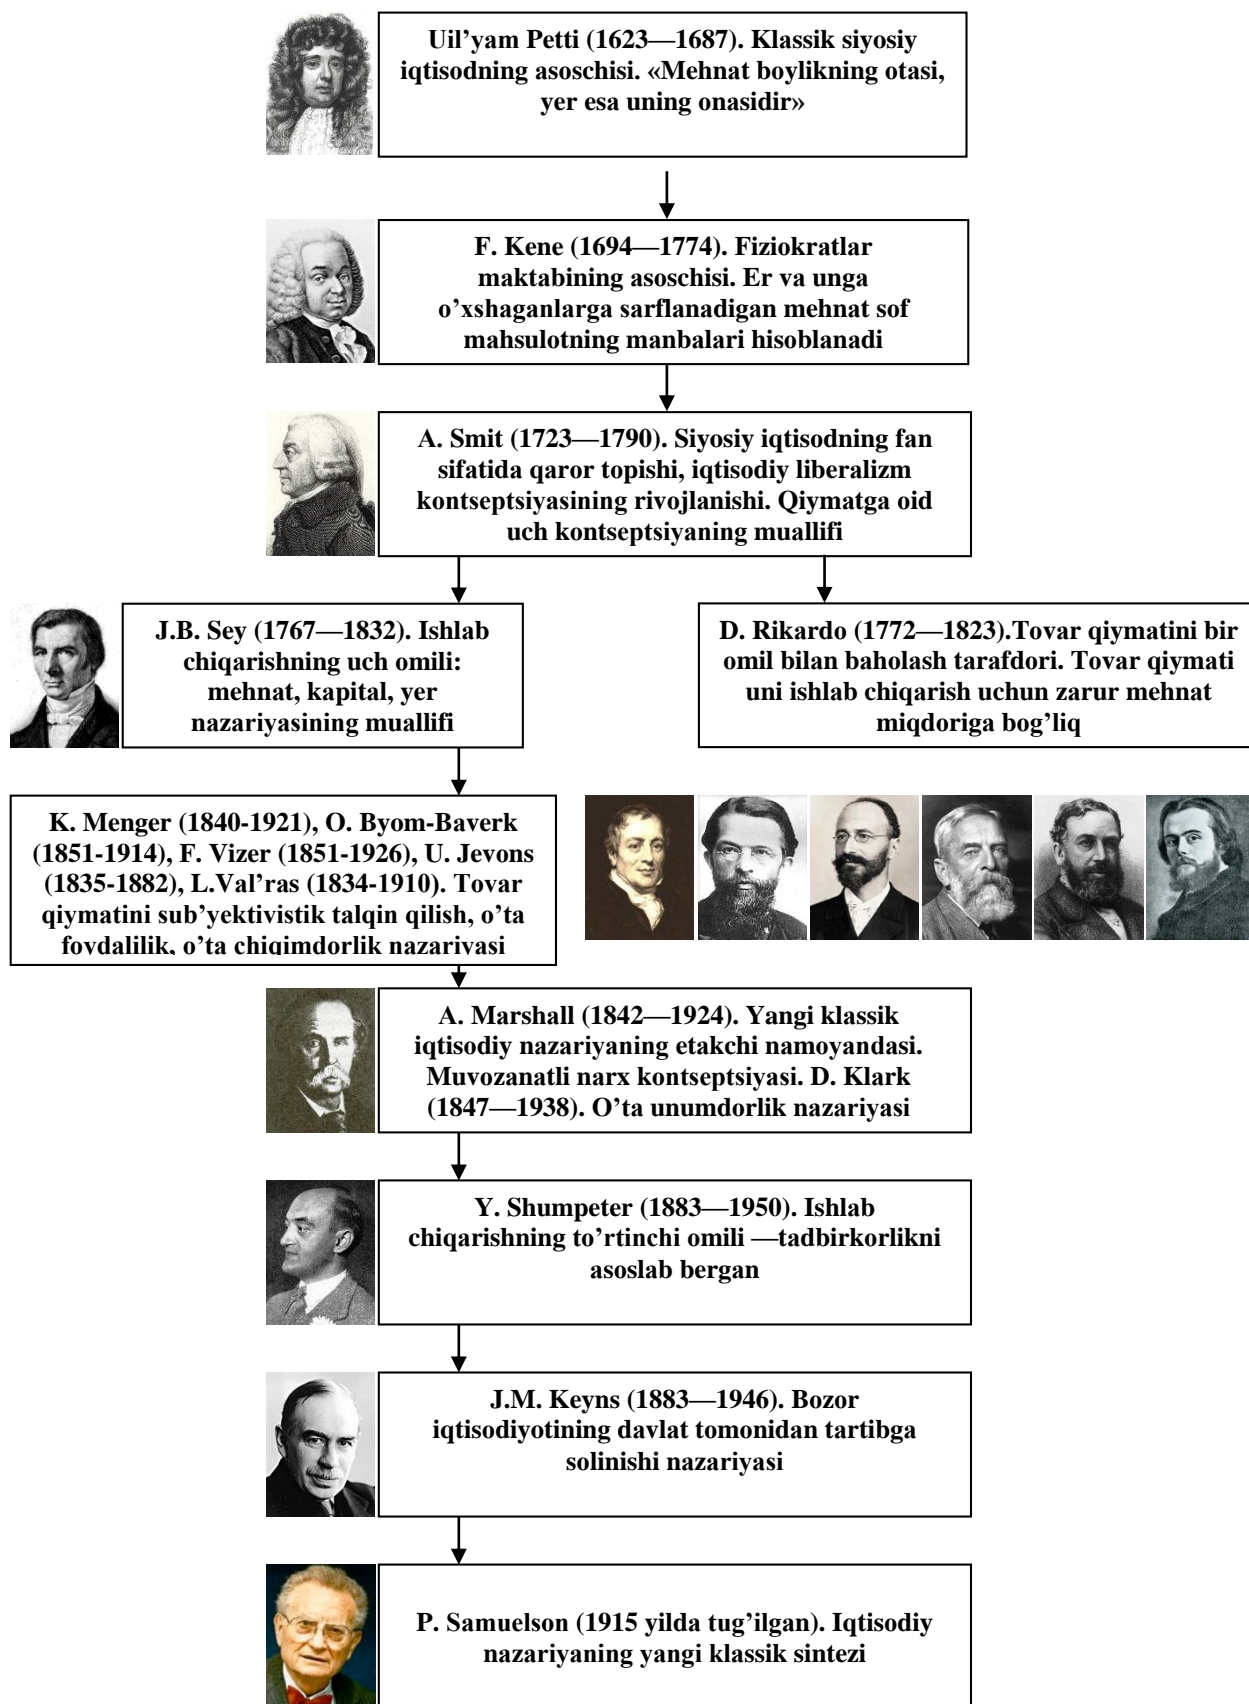 Uil’yam Petti (1623—1687). Klassik siyosiy
iqtisodning asoschisi. «Mehnat boylikning otasi,
yer esa uning onasidir»
F. Kene (1694—1774). Fiziokratlar
maktabining asoschisi. Er va unga
o’xshaganlarga sarflanadigan mehnat sof
mahsulotning manbalari hisoblanadi
A. Smit (1723—1790). Siyosiy iqtisodning fan
sifatida qaror topishi, iqtisodiy liberalizm
kontseptsiyasining rivojlanishi. Qiymatga oid
uch kontseptsiyaning muallifi
J.B. Sey (1767—1832). Ishlab
chiqarishning uch omili:
mehnat, kapital, yer
nazariyasining muallifi
D. Rikardo (1772—1823).Tovar qiymatini bir
omil bilan baholash tarafdori. Tovar qiymati
uni ishlab chiqarish uchun zarur mehnat
miqdoriga bog’liq
K. Menger (1840-1921), O. Byom-Baverk
(1851-1914), F. Vizer (1851-1926), U. Jevons
(1835-1882), L.Val’ras (1834-1910). Tovar
qiymatini sub’yektivistik talqin qilish, o’ta
foydalilik, o’ta chiqimdorlik nazariyasi
A. Marshall (1842—1924). Yangi klassik
iqtisodiy nazariyaning etakchi namoyandasi.
Muvozanatli narx kontseptsiyasi. D. Klark
(1847—1938). O’ta unumdorlik nazariyasi
Y. Shumpeter (1883—1950). Ishlab
chiqarishning to’rtinchi omili —tadbirkorlikni
asoslab bergan
J.M. Keyns (1883—1946). Bozor
iqtisodiyotining davlat tomonidan tartibga
solinishi nazariyasi
P. Samuelson (1915 yilda tug’ilgan). Iqtisodiy
nazariyaning yangi klassik sintezi